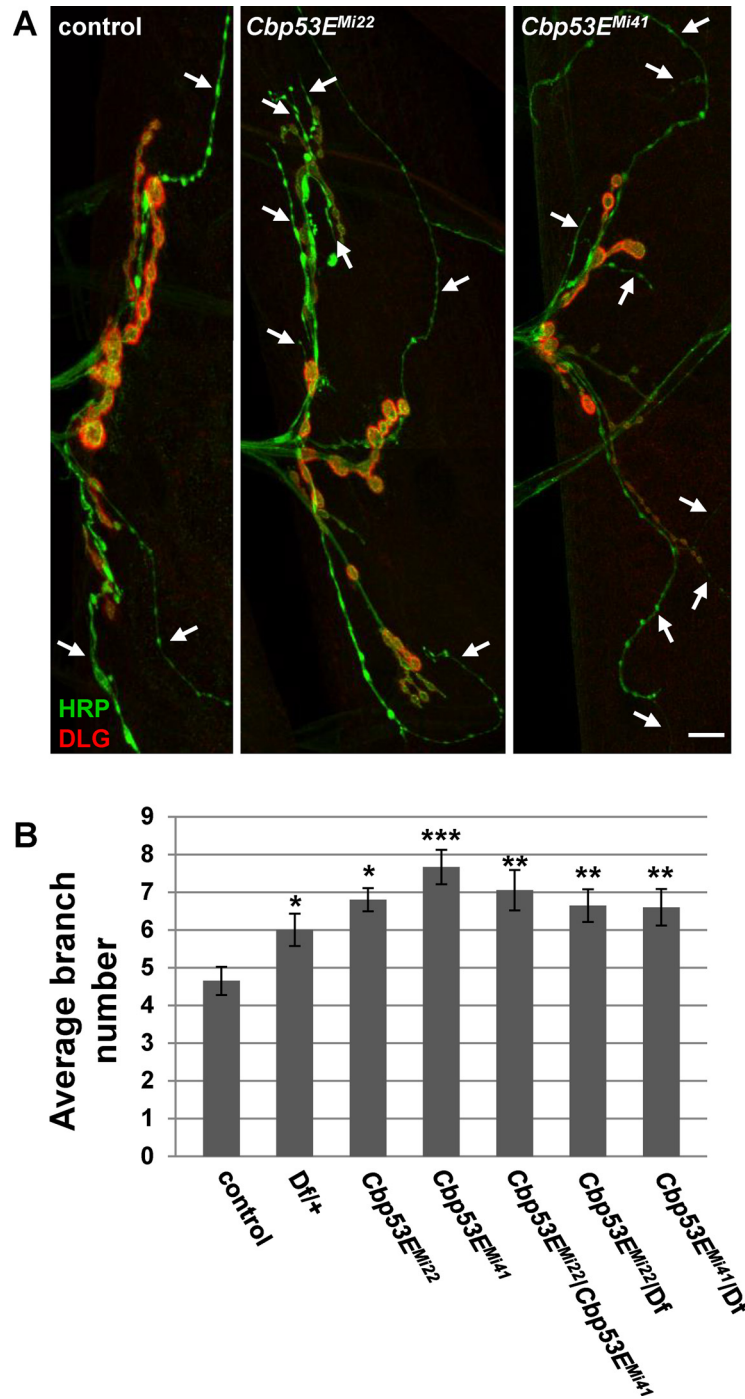 A
control
Cbp53E^Mi22
Cbp53E^Mi41
HRP
DLG
B
Average branch
number
9
8
7
6
5
4
3
2
1
0
*
*
***
**
**
**
control
Df/+
Cbp53E^Mi22
Cbp53E^Mi41
Cbp53E^Mi22/Cbp53E^Mi41
Cbp53E^Mi22/Df
Cbp53E^Mi41/Df